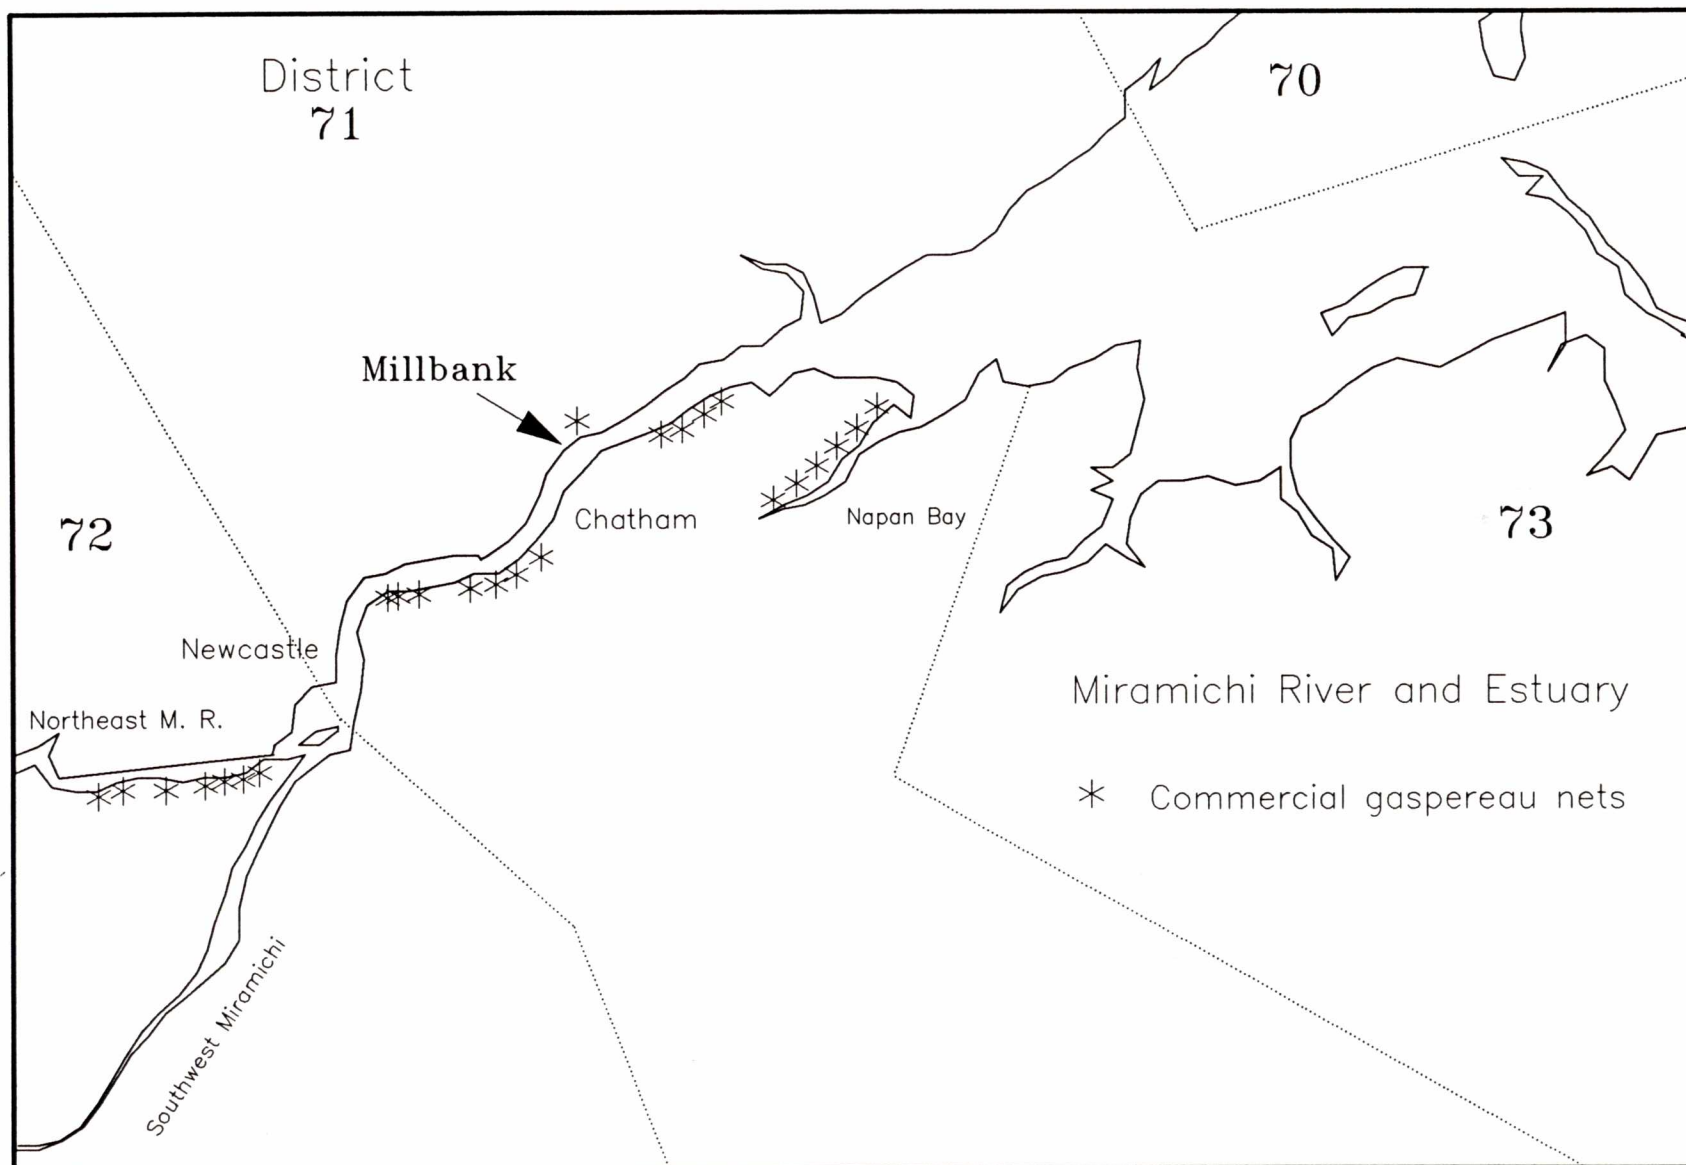 District
71
70
Millbank
72
Chatham
Napan Bay
73
Newcastle
Northeast M. R.
Miramichi River and Estuary
* Commercial gaspereau nets
Southwest Miramichi